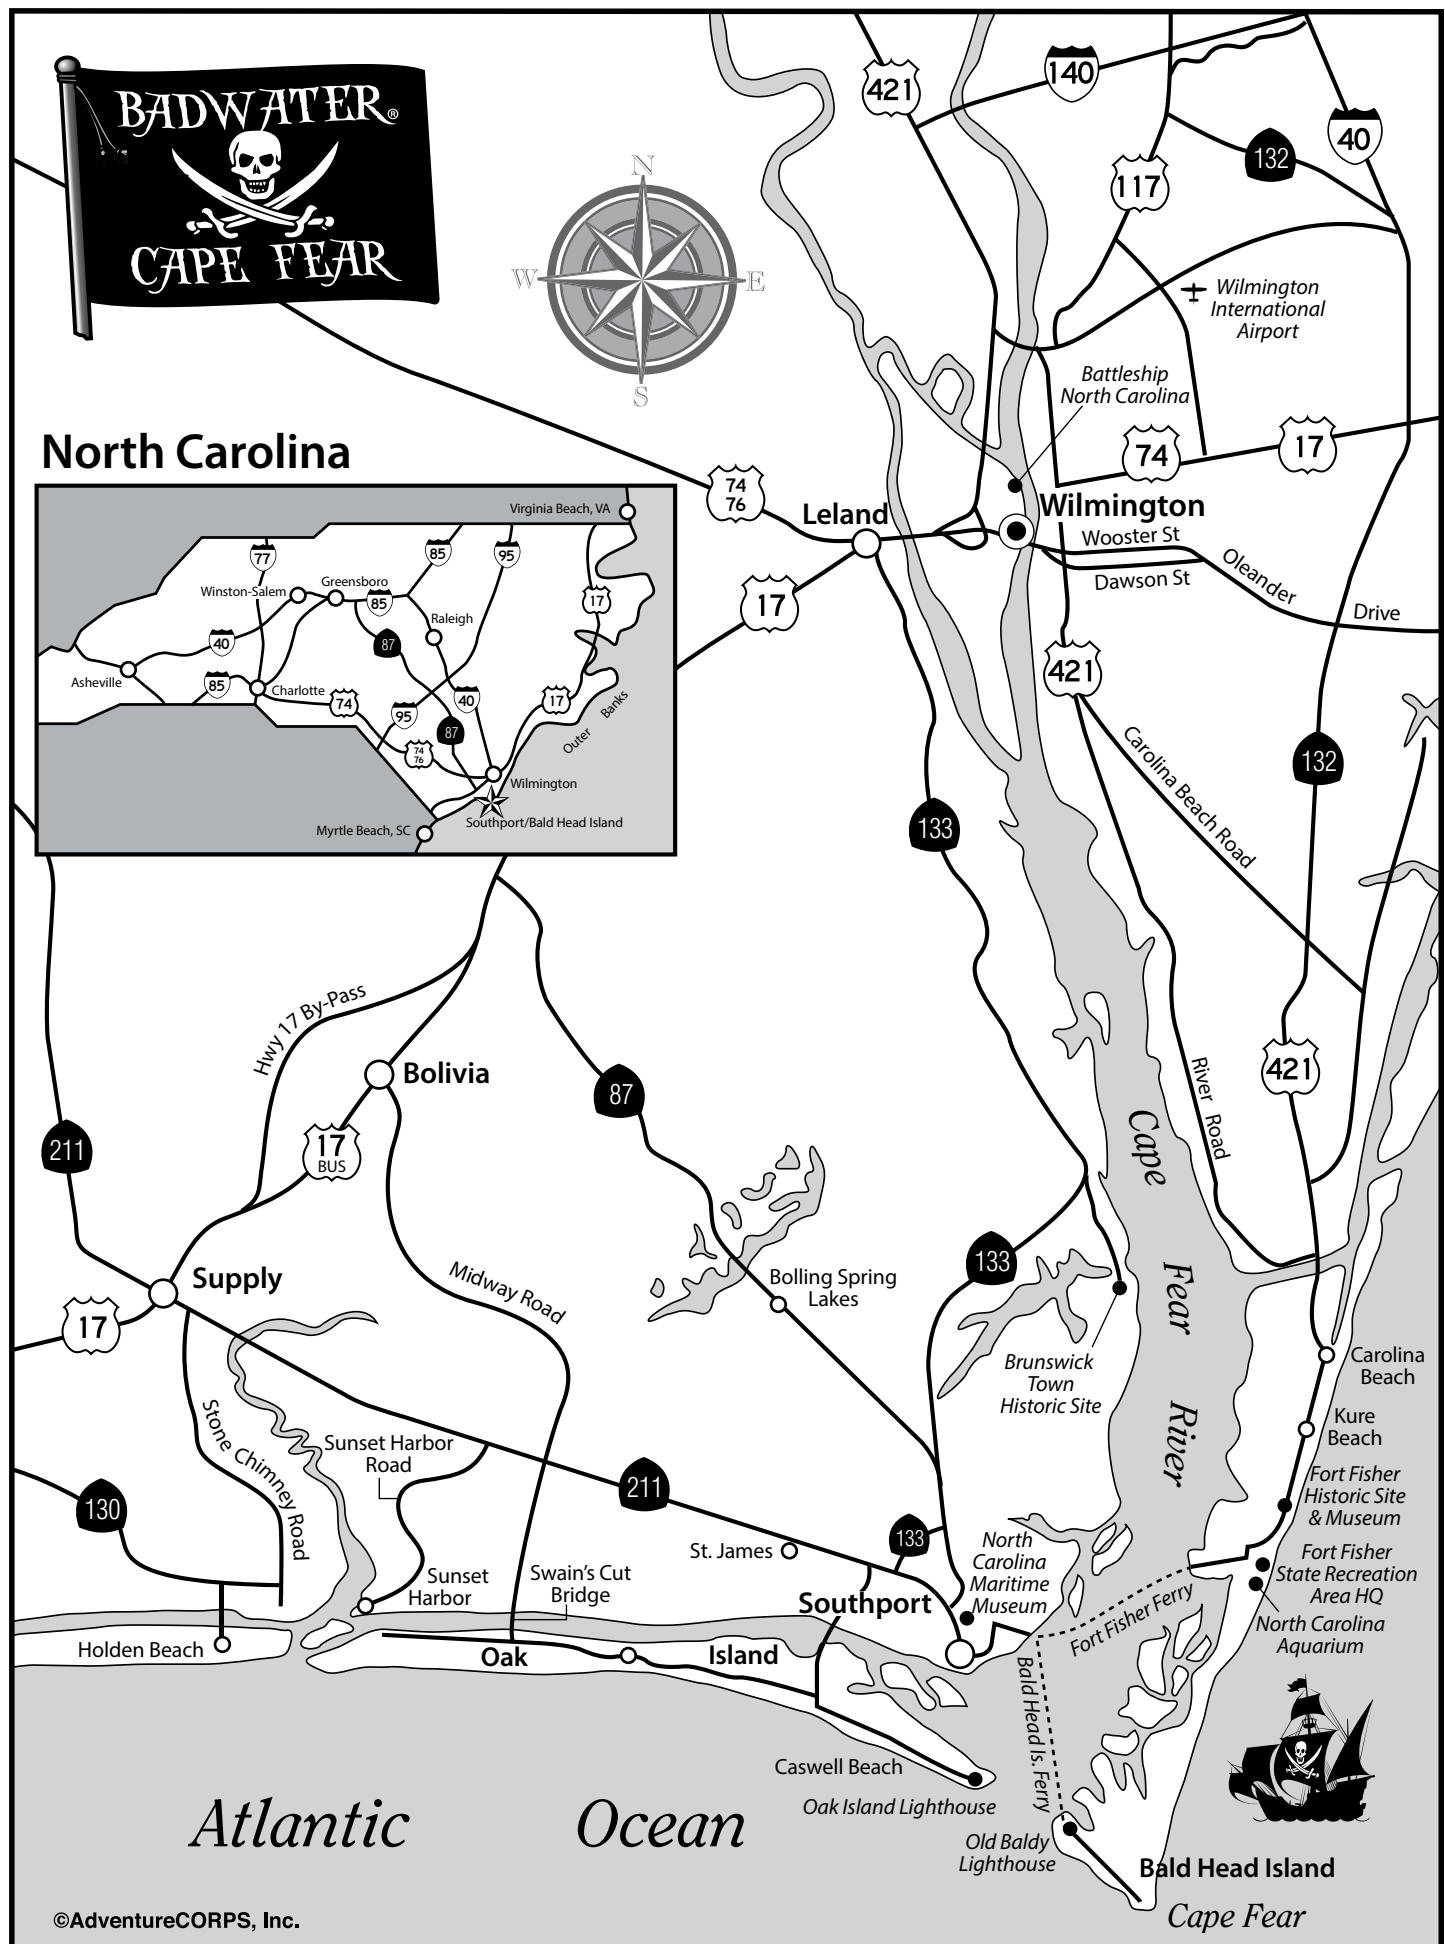 BADWATER®
CAPE FEAR
N
W
E
S
421
140
40
132
117
Wilmington
International
Airport
Battleship
North Carolina
74
17
74
76
Leland
Wilmington
Wooster St
Dawson St
Oleander
Drive
17
421
133
Carolina Beach Road
132
North Carolina
Virginia Beach, VA
77
85
95
Winston-Salem
Greensboro
85
17
Raleigh
87
40
Asheville
85
Charlotte
74
95
40
17
87
74
76
Outer Banks
Wilmington
Southport/Bald Head Island
Myrtle Beach, SC
Hwy 17 By-Pass
Bolivia
87
17
BUS
211
River Road
421
Supply
17
Midway Road
Bolling Spring
Lakes
133
Cape
Fear
River
Brunswick
Town
Historic Site
Carolina
Beach
Kure
Beach
Stone Chimney Road
Sunset Harbor
Road
211
130
St. James
133
North
Carolina
Maritime
Museum
Fort Fisher
Historic Site
& Museum
Fort Fisher
State Recreation
Area HQ
North Carolina
Aquarium
Sunset
Harbor
Swain's Cut
Bridge
Southport
Fort Fisher Ferry
Holden Beach
Oak
Island
Bald Head Is. Ferry
Caswell Beach
Oak Island Lighthouse
Old Baldy
Lighthouse
Bald Head Island
Cape Fear
Atlantic
Ocean
©AdventureCORPS, Inc.